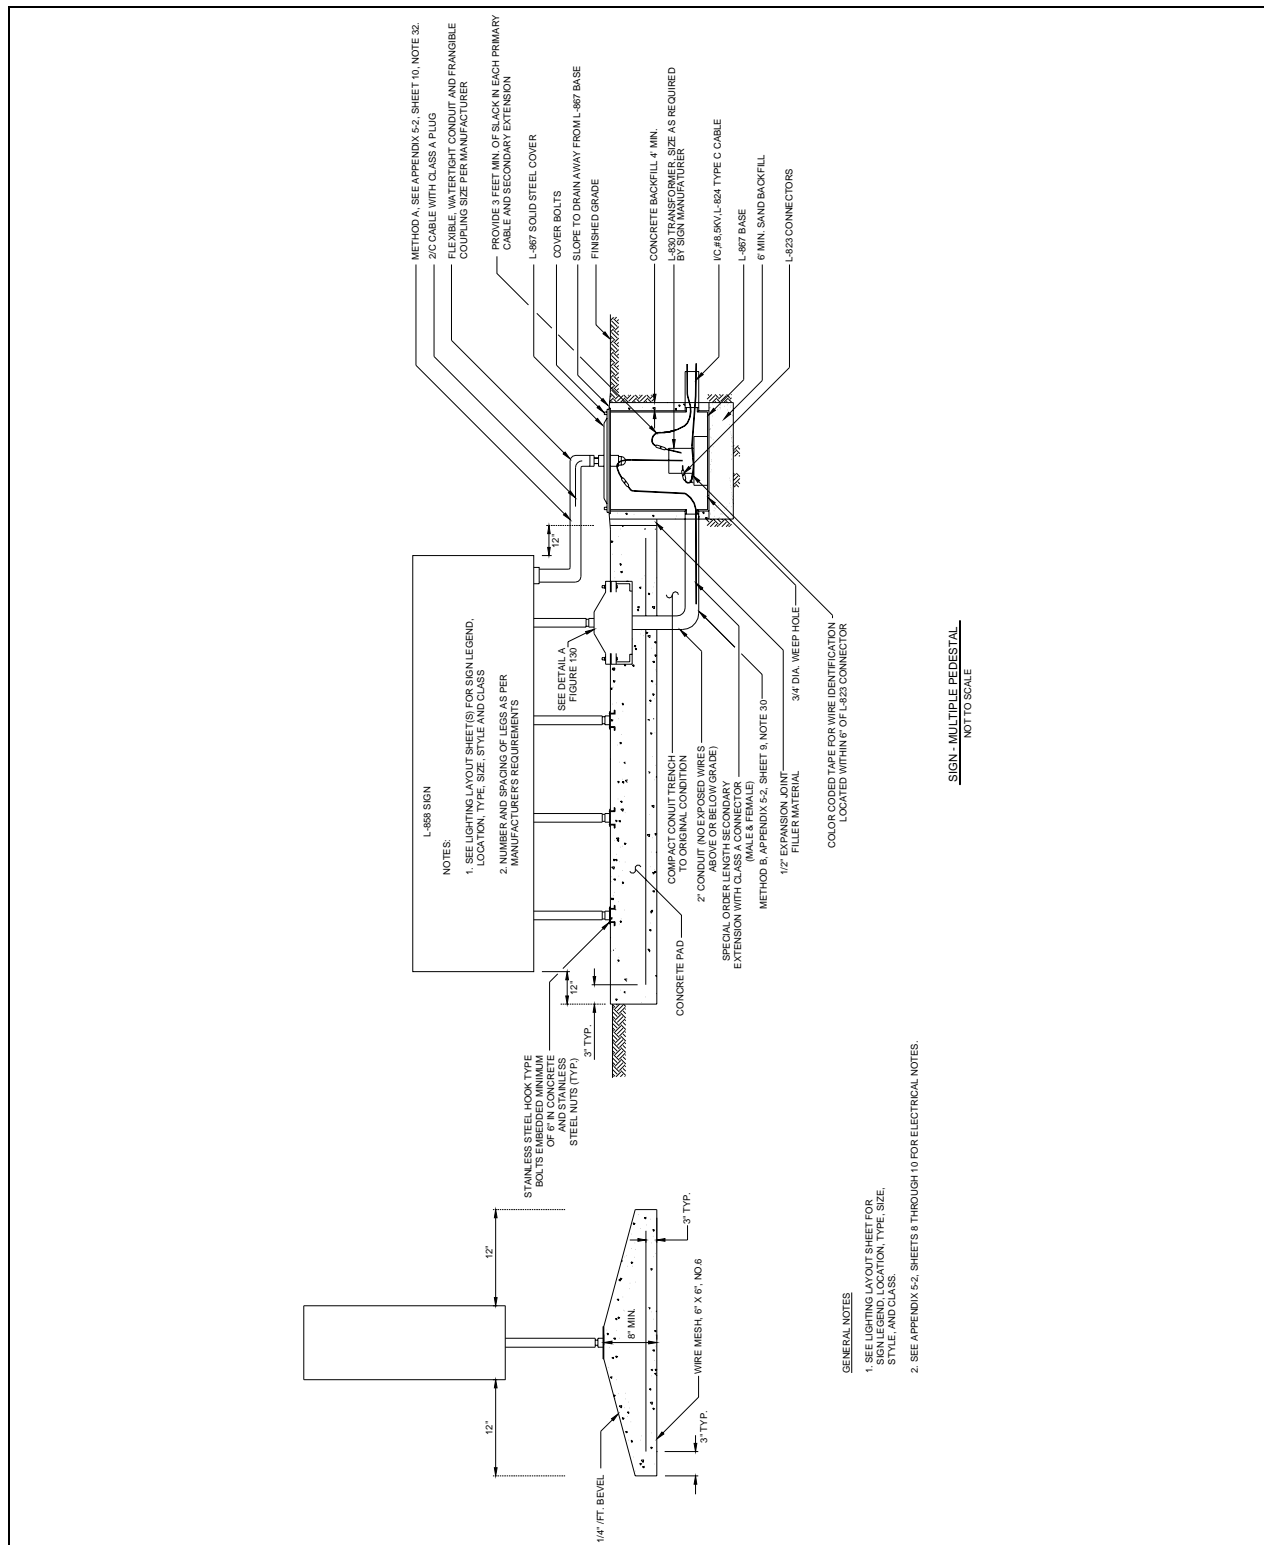 METHOD A, SEE APPENDIX 5-2, SHEET 10, NOTE 32.
2/C CABLE WITH CLASS A PLUG
FLEXIBLE, WATERTIGHT CONDUIT AND FRANGIBLE
COUPLING SIZE PER MANUFACTURER
PROVIDE 3 FEET MIN. OF SLACK IN EACH PRIMARY
CABLE AND SECONDARY EXTENSION
L-867 SOLID STEEL COVER
COVER BOLTS
SLOPE TO DRAIN AWAY FROM L-867 BASE
FINISHED GRADE
CONCRETE BACKFILL 4' MIN.
L-830 TRANSFORMER, SIZE AS REQUIRED
BY SIGN MANUFATURER
I/C,#8,5KV,L-824 TYPE C CABLE
L-867 BASE
6' MIN. SAND BACKFILL
L-823 CONNECTORS
L-858 SIGN
NOTES:
1. SEE LIGHTING LAYOUT SHEET(S) FOR SIGN LEGEND,
LOCATION, TYPE, SIZE, STYLE AND CLASS
2. NUMBER AND SPACING OF LEGS AS PER
MANUFACTURER'S REQUIREMENTS
12"
12"
3" TYP.
SEE DETAIL A
FIGURE 130
STAINLESS STEEL HOOK TYPE
BOLTS EMBEDDED MINIMUM
OF 6" IN CONCRETE
AND STAINLESS
STEEL NUTS (TYP.)
CONCRETE PAD
COMPACT CONUIT TRENCH
TO ORIGINAL CONDITION
2" CONDUIT (NO EXPOSED WIRES
ABOVE OR BELOW GRADE)
SPECIAL ORDER LENGTH SECONDARY
EXTENSION WITH CLASS A CONNECTOR
(MALE & FEMALE)
METHOD B, APPENDIX 5-2, SHEET 9, NOTE 30
1/2" EXPANSION JOINT
FILLER MATERIAL
3/4' DIA. WEEP HOLE
COLOR CODED TAPE FOR WIRE IDENTIFICATION
LOCATED WITHIN 6" OF L-823 CONNECTOR
SIGN - MULTIPLE PEDESTAL
NOT TO SCALE
12"
12"
1/4" /FT. BEVEL
8" MIN.
3" TYP.
WIRE MESH, 6" X 6", NO.6
3" TYP.
GENERAL NOTES
1. SEE LIGHTING LAYOUT SHEET FOR
SIGN LEGEND, LOCATION, TYPE, SIZE,
STYLE, AND CLASS.
2. SEE APPENDIX 5-2, SHEETS 8 THROUGH 10 FOR ELECTRICAL NOTES.